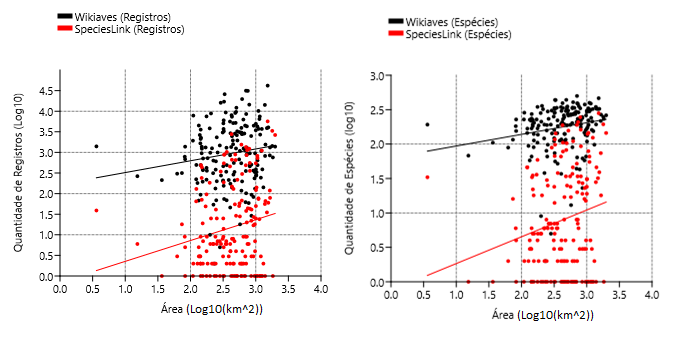 Wikiaves (Registros)
SpeciesLink (Registros)
Quantidade de Registros (Log10)
4.5
4.0
3.5
3.0
2.5
2.0
1.5
1.0
0.5
0.0
0.0 0.5 1.0 1.5 2.0 2.5 3.0 3.5 4.0
Área (Log10(km^2))
Wikiaves (Espécies)
SpeciesLink (Espécies)
Quantidade de Espécies (log10)
3.0
2.5
2.0
1.5
1.0
0.5
0.0
0.0 0.5 1.0 1.5 2.0 2.5 3.0 3.5 4.0
Área (Log10(km^2))